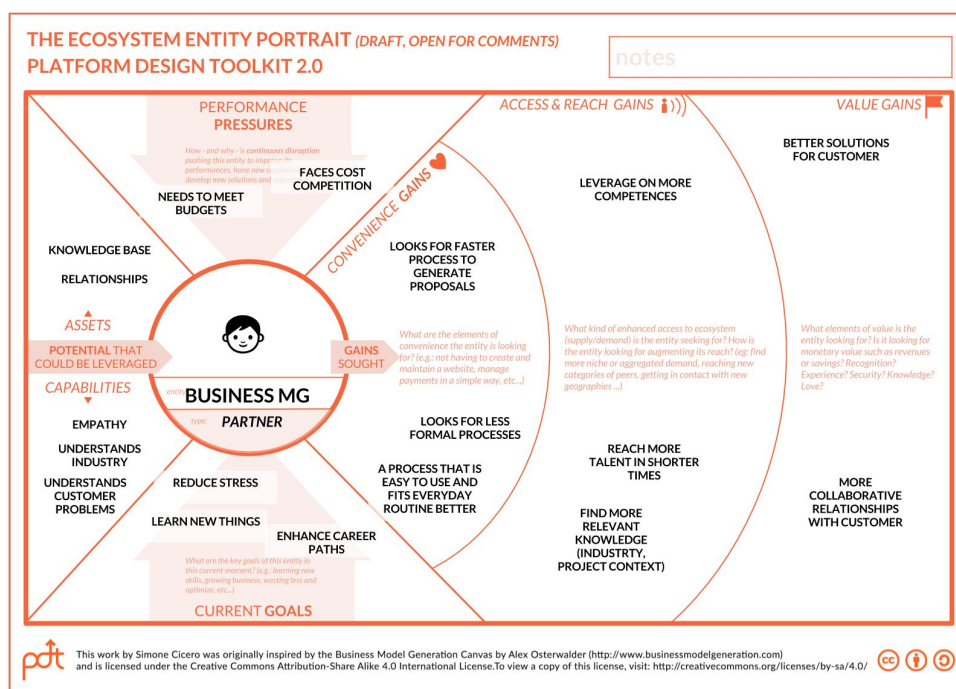 THE ECOSYSTEM ENTITY PORTRAIT (DRAFT, OPEN FOR COMMENTS)
PLATFORM DESIGN TOOLKIT 2.0
notes
PERFORMANCE
PRESSURES
How - and why - is continuous disruption
pushing this entity to improve its
performances, hone new
develop new solutions and
FACES COST
COMPETITION
NEEDS TO MEET
BUDGETS
KNOWLEDGE BASE
RELATIONSHIPS
ASSETS
POTENTIAL THAT
COULD BE LEVERAGED
CAPABILITIES
EMPATHY
UNDERSTANDS
INDUSTRY
UNDERSTANDS
CUSTOMER
PROBLEMS
entity
BUSINESS MG
type:
PARTNER
GAINS
SOUGHT
REDUCE STRESS
LEARN NEW THINGS
ENHANCE CAREER
PATHS
What are the key goals of this entity in
this current moment? (e.g.: learning new
skills, growing business, wasting less and
optimize, etc...)
CURRENT GOALS
CONVENIENCE GAINS
LOOKS FOR FASTER
PROCESS TO
GENERATE
PROPOSALS
What are the elements of
convenience the entity is looking
for? (e.g.: not having to create and
maintain a website, manage
payments in a simple way, etc...)
LOOKS FOR LESS
FORMAL PROCESSES
A PROCESS THAT IS
EASY TO USE AND
FITS EVERYDAY
ROUTINE BETTER
ACCESS & REACH GAINS
LEVERAGE ON MORE
COMPETENCES
What kind of enhanced access to ecosystem
(supply/demand) is the entity seeking for? How is
the entity looking for augmenting its reach? (eg: find
more niche or aggregated demand, reaching new
categories of peers, getting in contact with new
geographies ...)
REACH MORE
TALENT IN SHORTER
TIMES
FIND MORE
RELEVANT
KNOWLEDGE
(INDUSTRTY,
PROJECT CONTEXT)
VALUE GAINS
BETTER SOLUTIONS
FOR CUSTOMER
What elements of value is the
entity looking for? Is it looking for
monetary value such as revenues
or savings? Recognition?
Experience? Security? Knowledge?
Love?
MORE
COLLABORATIVE
RELATIONSHIPS
WITH CUSTOMER
pdt
This work by Simone Cicero was originally inspired by the Business Model Generation Canvas by Alex Osterwalder (http://www.businessmodelgeneration.com)
and is licensed under the Creative Commons Attribution-Share Alike 4.0 International License.To view a copy of this license, visit: http://creativecommons.org/licenses/by-sa/4.0/
cc